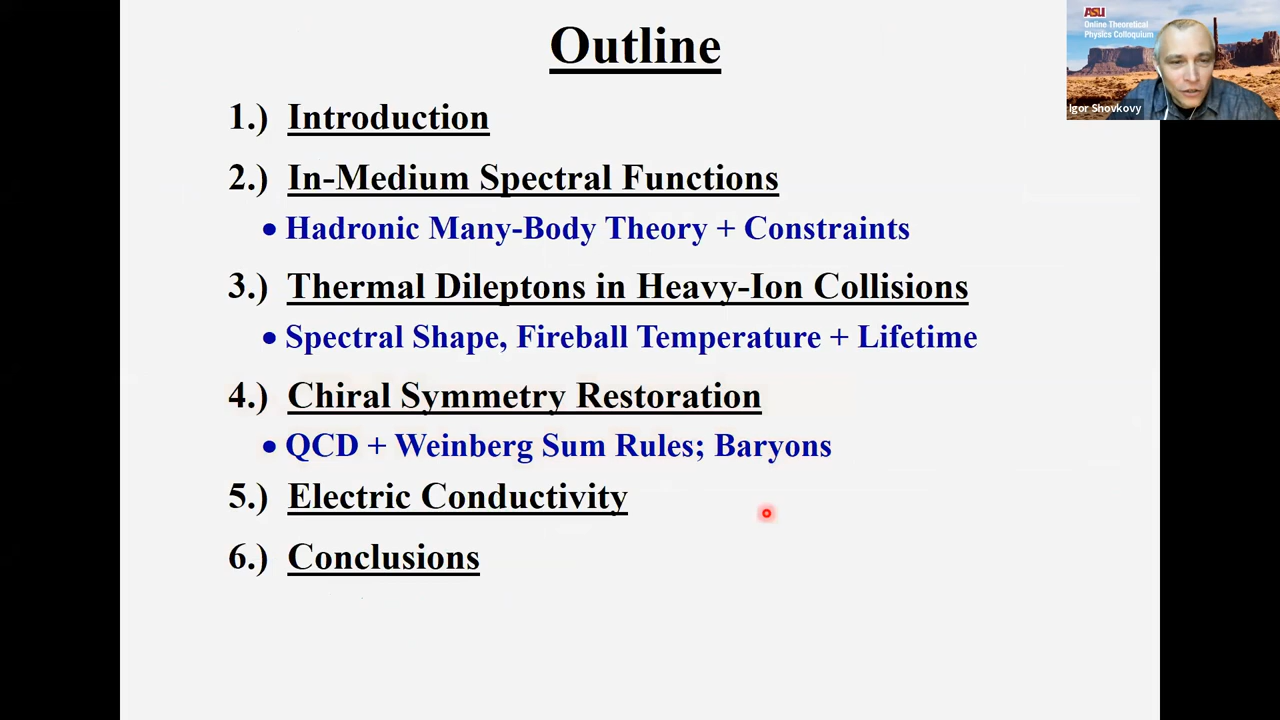 Outline
1.) Introduction
2.) In-Medium Spectral Functions
• Hadronic Many-Body Theory + Constraints
3.) Thermal Dileptons in Heavy-Ion Collisions
• Spectral Shape, Fireball Temperature + Lifetime
4.) Chiral Symmetry Restoration
• QCD + Weinberg Sum Rules; Baryons
5.) Electric Conductivity
6.) Conclusions
ASU
Online Theoretical
Physics Colloquium
Igor Shovkovy